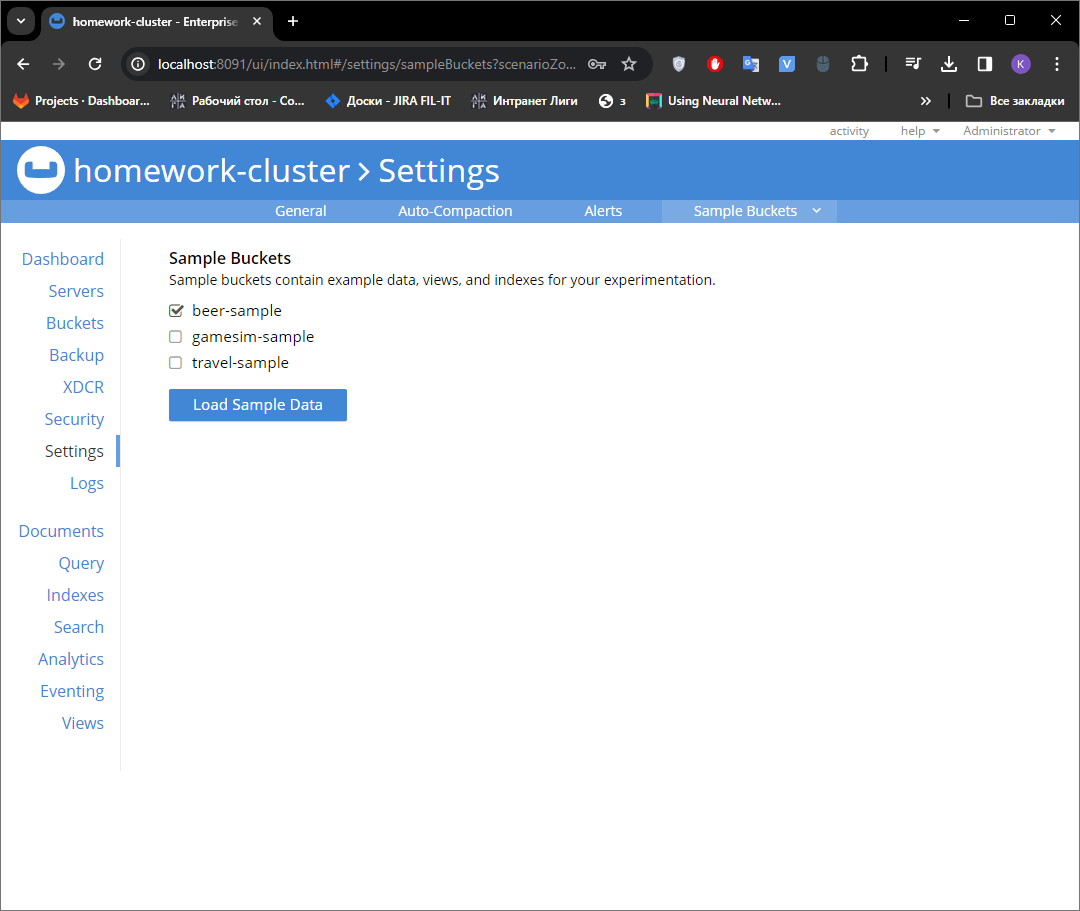 homework-cluster - Enterprise
localhost:8091/ui/index.html#/settings/sampleBuckets?scenarioZo...
Projects · Dashboar... Рабочий стол - Co... Доски - JIRA FIL-IT Интранет Лиги з Using Neural Netw... » Все закладки
activity help Administrator
homework-cluster > Settings
General Auto-Compaction Alerts Sample Buckets
Dashboard
Servers
Buckets
Backup
XDCR
Security
Settings
Logs
Documents
Query
Indexes
Search
Analytics
Eventing
Views
Sample Buckets
Sample buckets contain example data, views, and indexes for your experimentation.
beer-sample
gamesim-sample
travel-sample
Load Sample Data